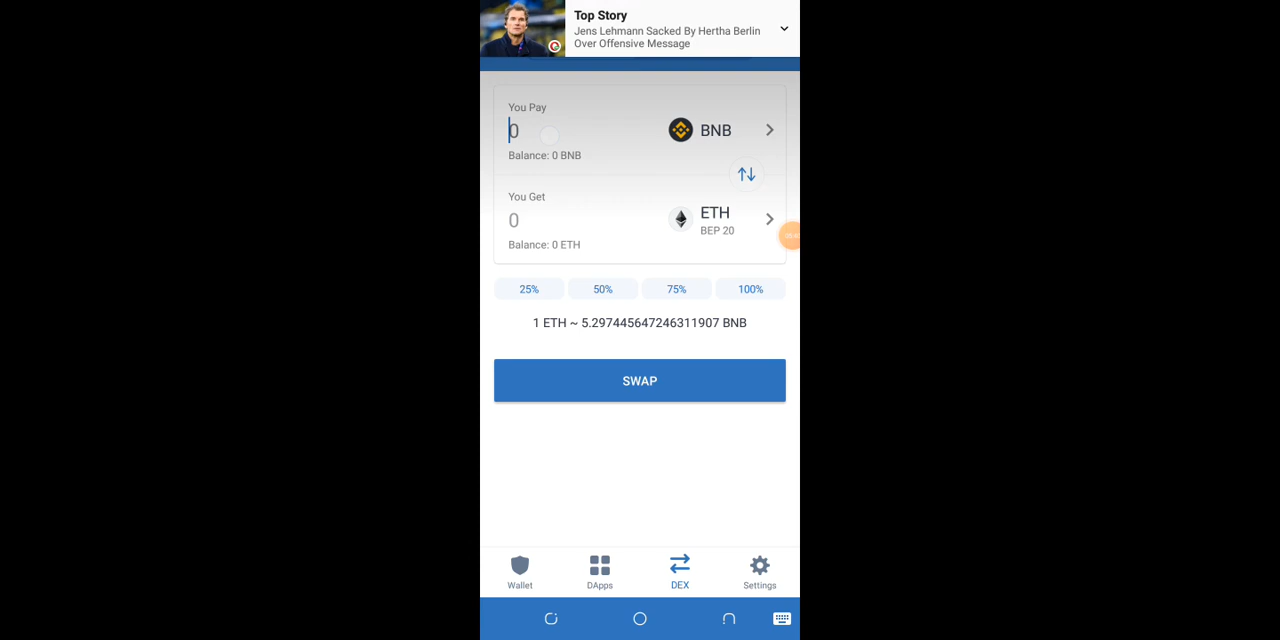 Top Story
Jens Lehmann Sacked By Hertha Berlin
Over Offensive Message
You Pay
0
BNB
Balance: 0 BNB
You Get
0
ETH
BEP 20
Balance: 0 ETH
25%
50%
75%
100%
1 ETH ~ 5.297445647246311907 BNB
SWAP
Wallet
DApps
DEX
Settings